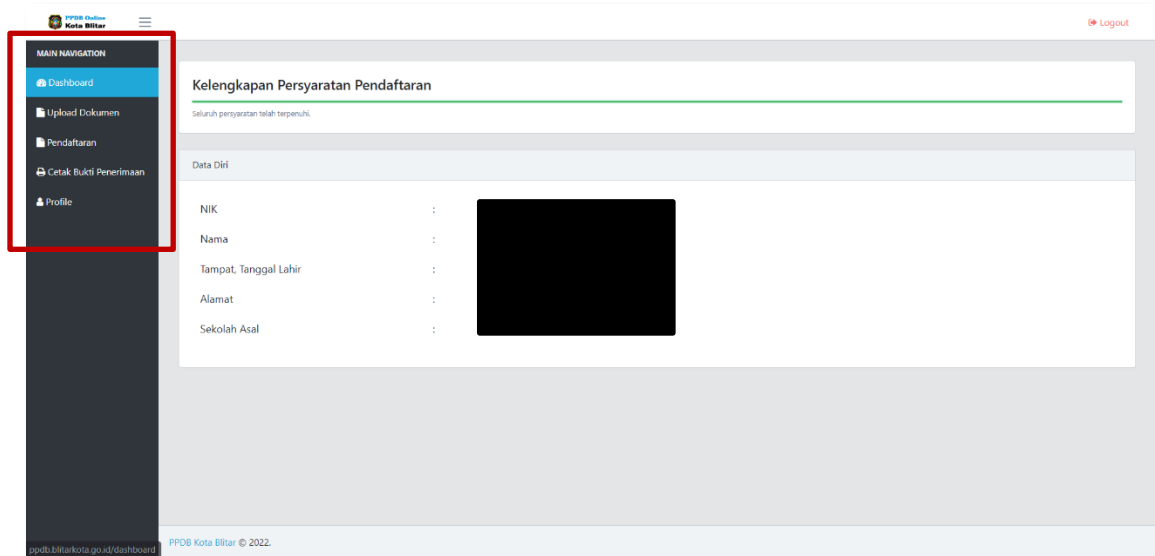 PPDB Online
Kota Blitar
Logout
MAIN NAVIGATION
Dashboard
Upload Dokumen
Pendaftaran
Cetak Bukti Penerimaan
Profile
Kelengkapan Persyaratan Pendaftaran
Seluruh persyaratan telah terpenuhi.
Data Diri
NIK :
Nama :
Tampat, Tanggal Lahir :
Alamat :
Sekolah Asal :
PPDB Kota Blitar © 2022.
ppdb.blitarkota.go.id/dashboard